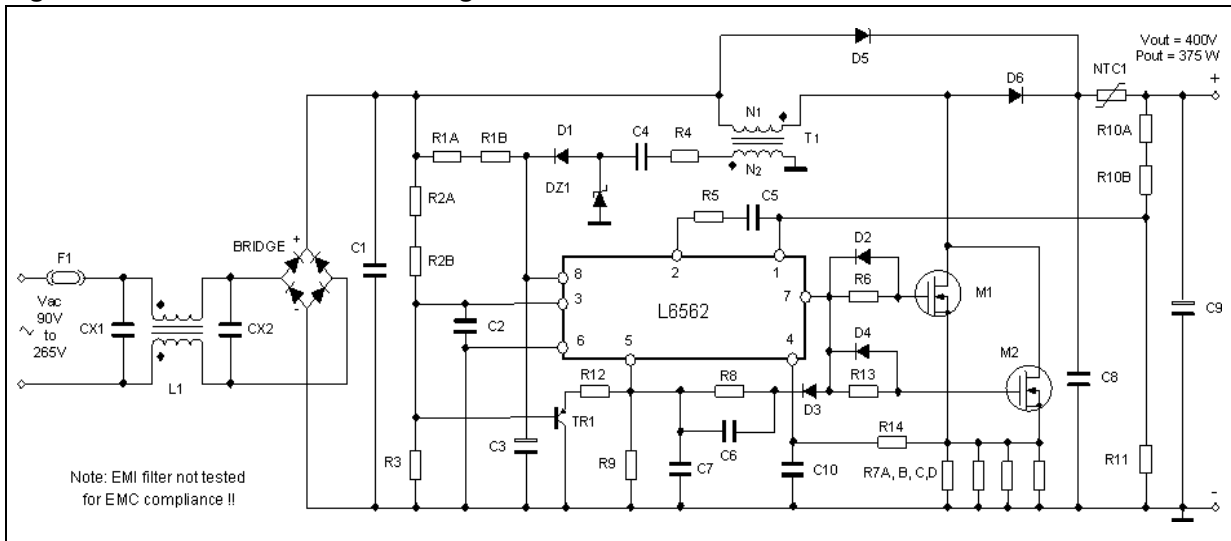 Vout = 400V
Pout = 375 W
D5
NTC1
+
D6
N1
T1
N2
R1A
R1B
D1
C4
R4
DZ1
R10A
R10B
R2A
R5
C5
BRIDGE
+
-
C1
R2B
D2
F1
8
2
1
7
R6
M1
3
L6562
Vac
90V
to
265V
CX1
CX2
C2
6
5
4
D4
C9
M2
L1
R12
R8
D3
R13
C8
TR1
R14
R3
C3
R9
C7
C6
C10
R7A, B, C,D
R11
Note: EMI filter not tested
for EMC compliance !!
-